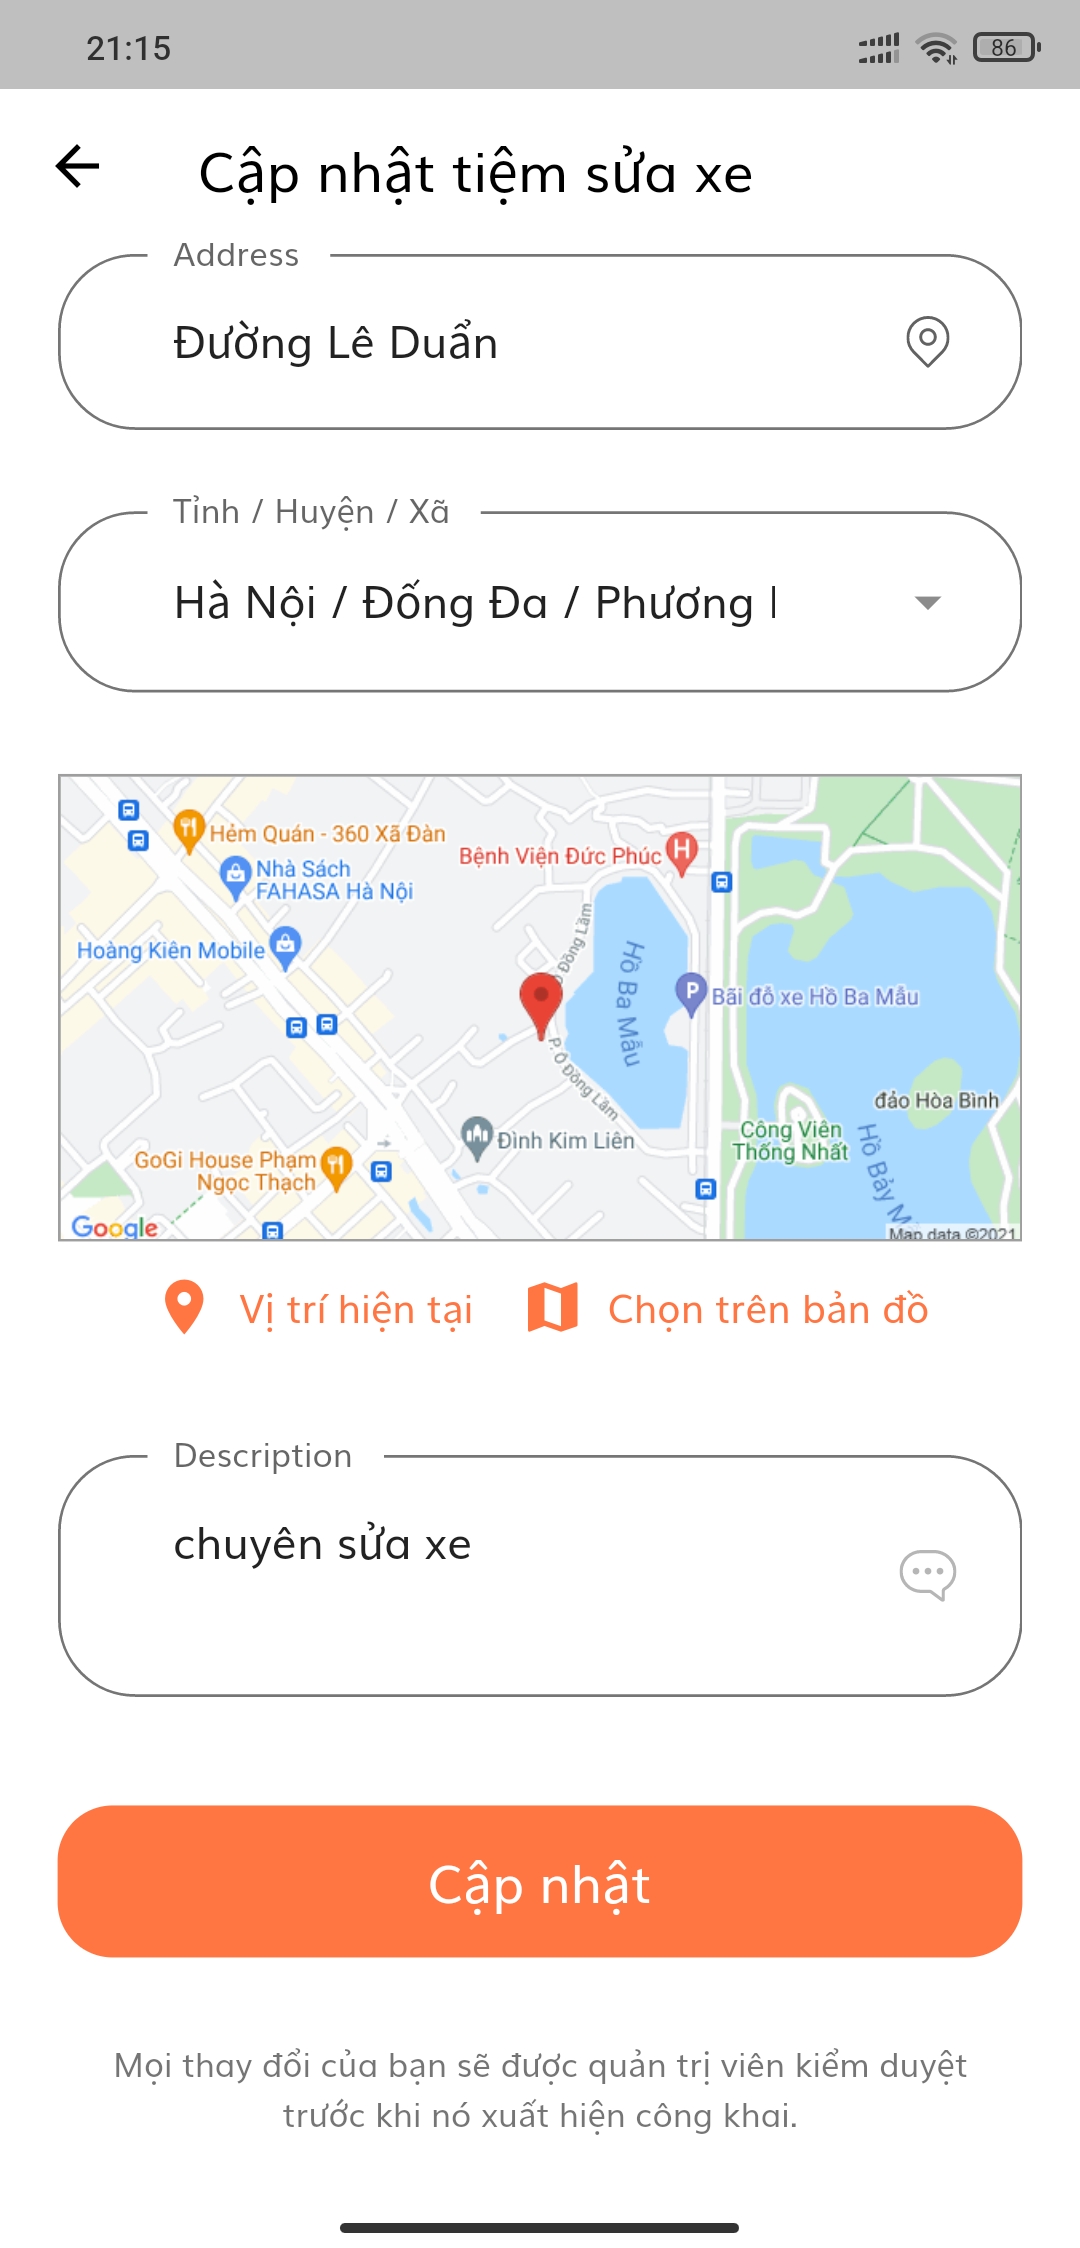 21:15
86
Cập nhật tiệm sửa xe
Address
Đường Lê Duẩn
Tỉnh / Huyện / Xã
Hà Nội / Đống Đa / Phương
Hẻm Quán - 360 Xã Đàn
Bệnh Viện Đức Phúc
H
Nhà Sách
FAHASA Hà Nội
Hoàng Kiên Mobile
Đồng Lầm
Hồ Ba Mẫu
P
Bãi đỗ xe Hồ Ba Mẫu
P. Ô Đồng Lầm
đảo Hòa Bình
Đình Kim Liên
Công Viên
Thống Nhất
Hồ Bảy
GoGi House Phạm
Ngọc Thạch
Google
Map data ©2021
Vị trí hiện tại
Chọn trên bản đồ
Description
chuyên sửa xe
Cập nhật
Mọi thay đổi của bạn sẽ được quản trị viên kiểm duyệt
trước khi nó xuất hiện công khai.